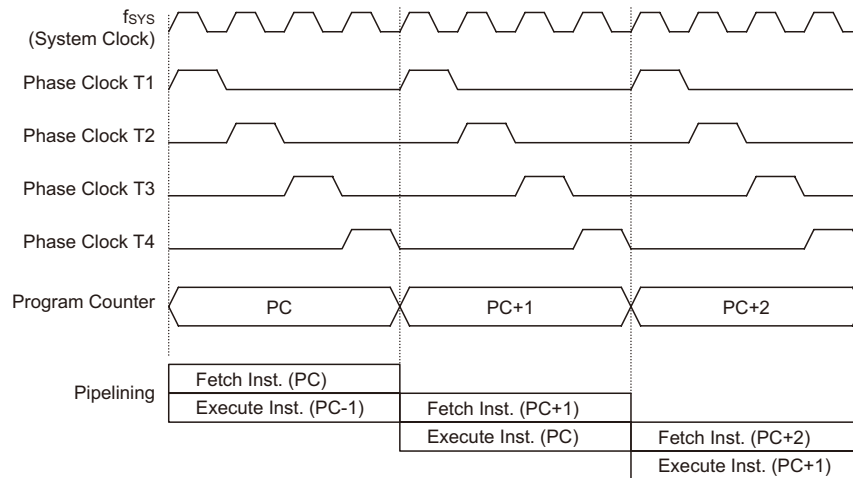 fSYS
(System Clock)
Phase Clock T1
Phase Clock T2
Phase Clock T3
Phase Clock T4
Program Counter
PC
PC+1
PC+2
Pipelining
Fetch Inst. (PC)
Execute Inst. (PC-1)
Fetch Inst. (PC+1)
Execute Inst. (PC)
Fetch Inst. (PC+2)
Execute Inst. (PC+1)